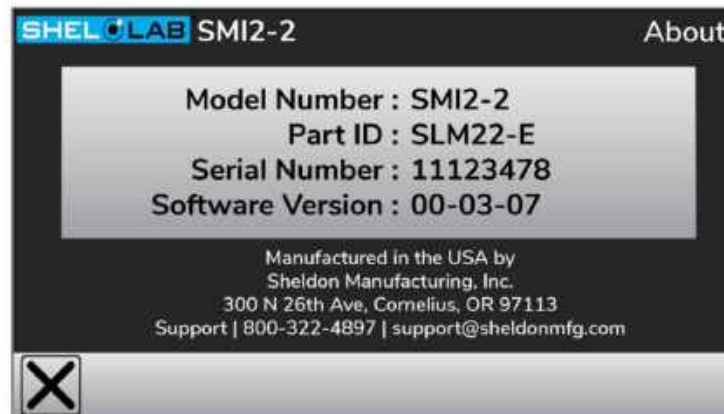 SHEL LAB SMI2-2 About
Model Number : SMI2-2
Part ID : SLM22-E
Serial Number : 11123478
Software Version : 00-03-07
Manufactured in the USA by
Sheldon Manufacturing, Inc.
300 N 26th Ave, Cornelius, OR 97113
Support | 800-322-4897 | support@sheldonmfg.com